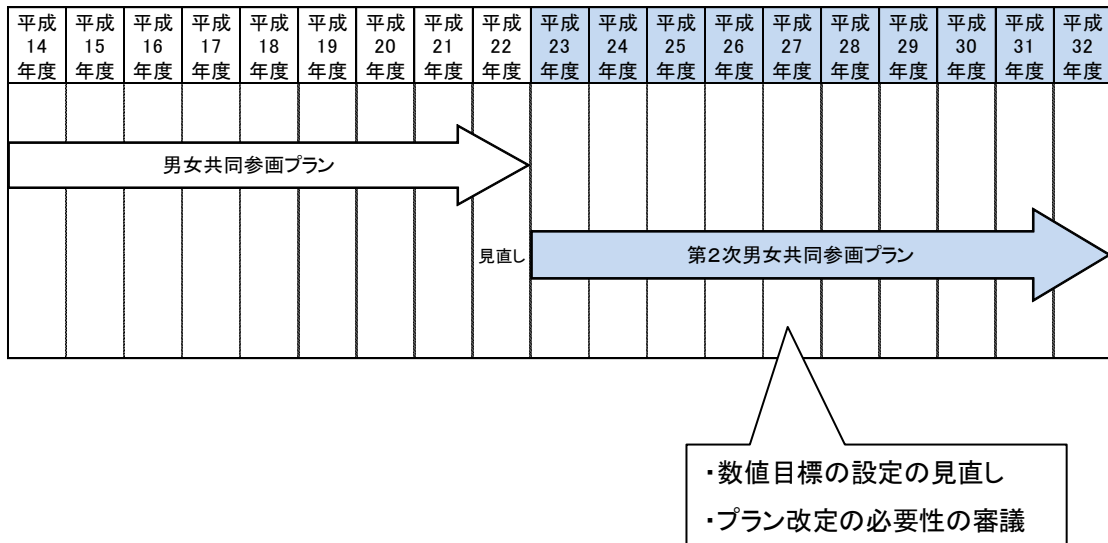 平成 平成 平成 平成 平成 平成 平成 平成 平成 平成 平成 平成 平成 平成 平成 平成 平成 平成 平成
14 15 16 17 18 19 20 21 22 23 24 25 26 27 28 29 30 31 32
年度 年度 年度 年度 年度 年度 年度 年度 年度 年度 年度 年度 年度 年度 年度 年度 年度 年度 年度
男女共同参画プラン
見直し 第2次男女共同参画プラン
・数値目標の設定の見直し
・プラン改定の必要性の審議